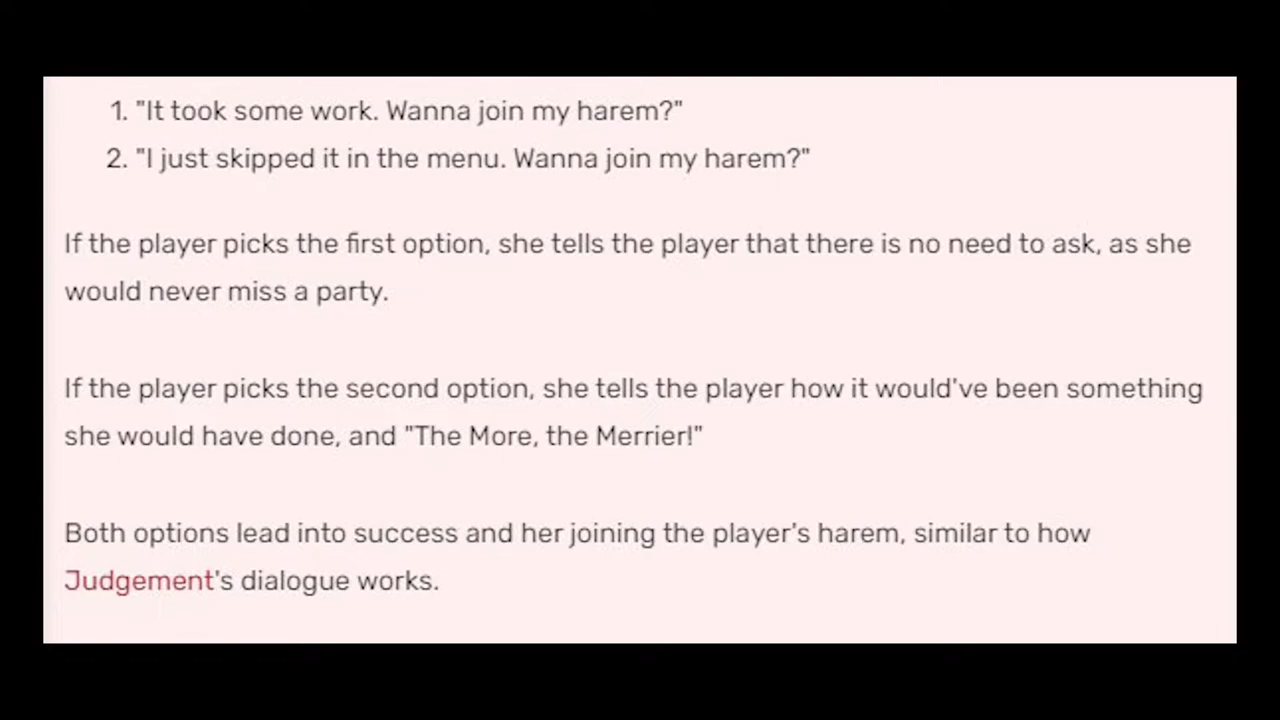 1. "It took some work. Wanna join my harem?"
2. "I just skipped it in the menu. Wanna join my harem?"
If the player picks the first option, she tells the player that there is no need to ask, as she
would never miss a party.
If the player picks the second option, she tells the player how it would've been something
she would have done, and "The More, the Merrier!"
Both options lead into success and her joining the player's harem, similar to how
Judgement's dialogue works.